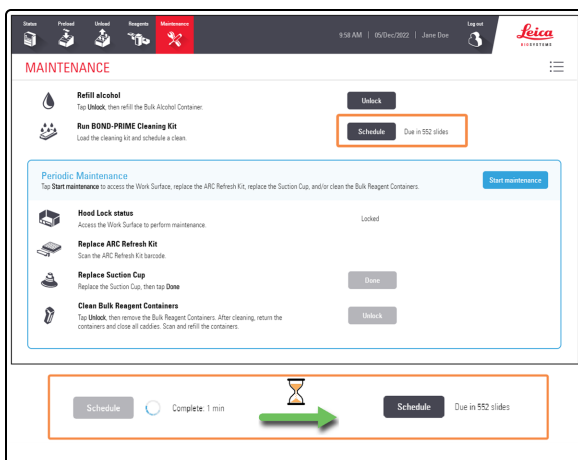 Status Preload Unload Reagents Maintenance
9:58 AM | 05/Dec/2022 | Jane Doe
Log out
Leica
BIOSYSTEMS
MAINTENANCE
Refill alcohol
Tap Unlock, then refill the Bulk Alcohol Container.
Unlock
Run BOND-PRIME Cleaning Kit
Load the cleaning kit and schedule a clean.
Schedule Due in 552 slides
Periodic Maintenance
Tap Start maintenance to access the Work Surface, replace the ARC Refresh Kit, replace the Suction Cup, and/or clean the Bulk Reagent Containers.
Start maintenance
Hood Lock status
Access the Work Surface to perform maintenance.
Locked
Replace ARC Refresh Kit
Scan the ARC Refresh Kit barcode.
Replace Suction Cup
Replace the Suction Cup, then tap Done
Done
Clean Bulk Reagent Containers
Tap Unlock, then remove the Bulk Reagent Containers. After cleaning, return the
containers and close all caddies. Scan and refill the containers.
Unlock
Schedule Complete: 1 min
Schedule Due in 552 slides